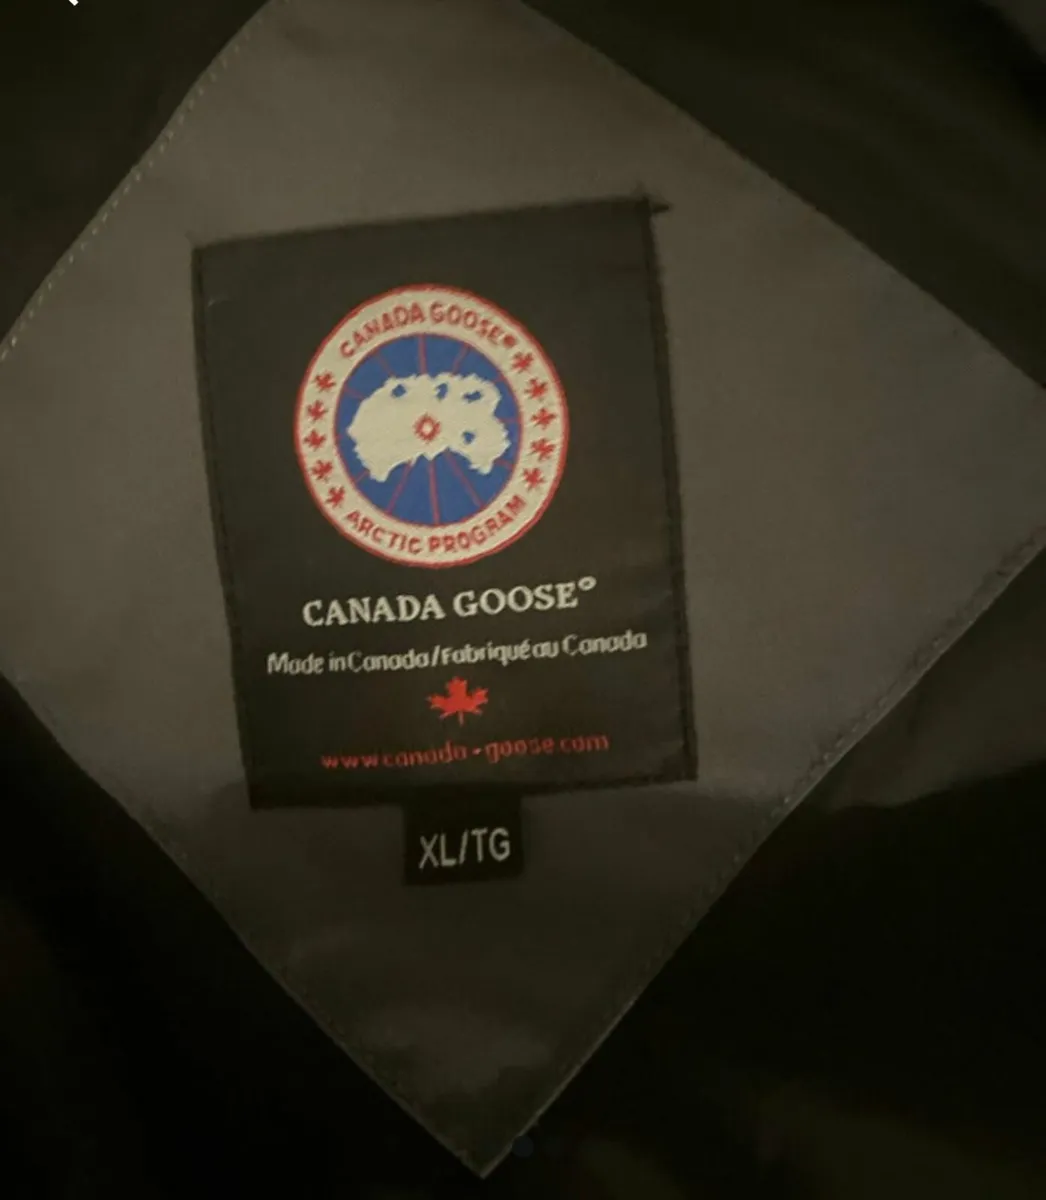 CANADA GOOSE®
ARCTIC PROGRAM
CANADA GOOSE®
Made in Canada/Fabriqué au Canada
www.canada-goose.com
XL/TG